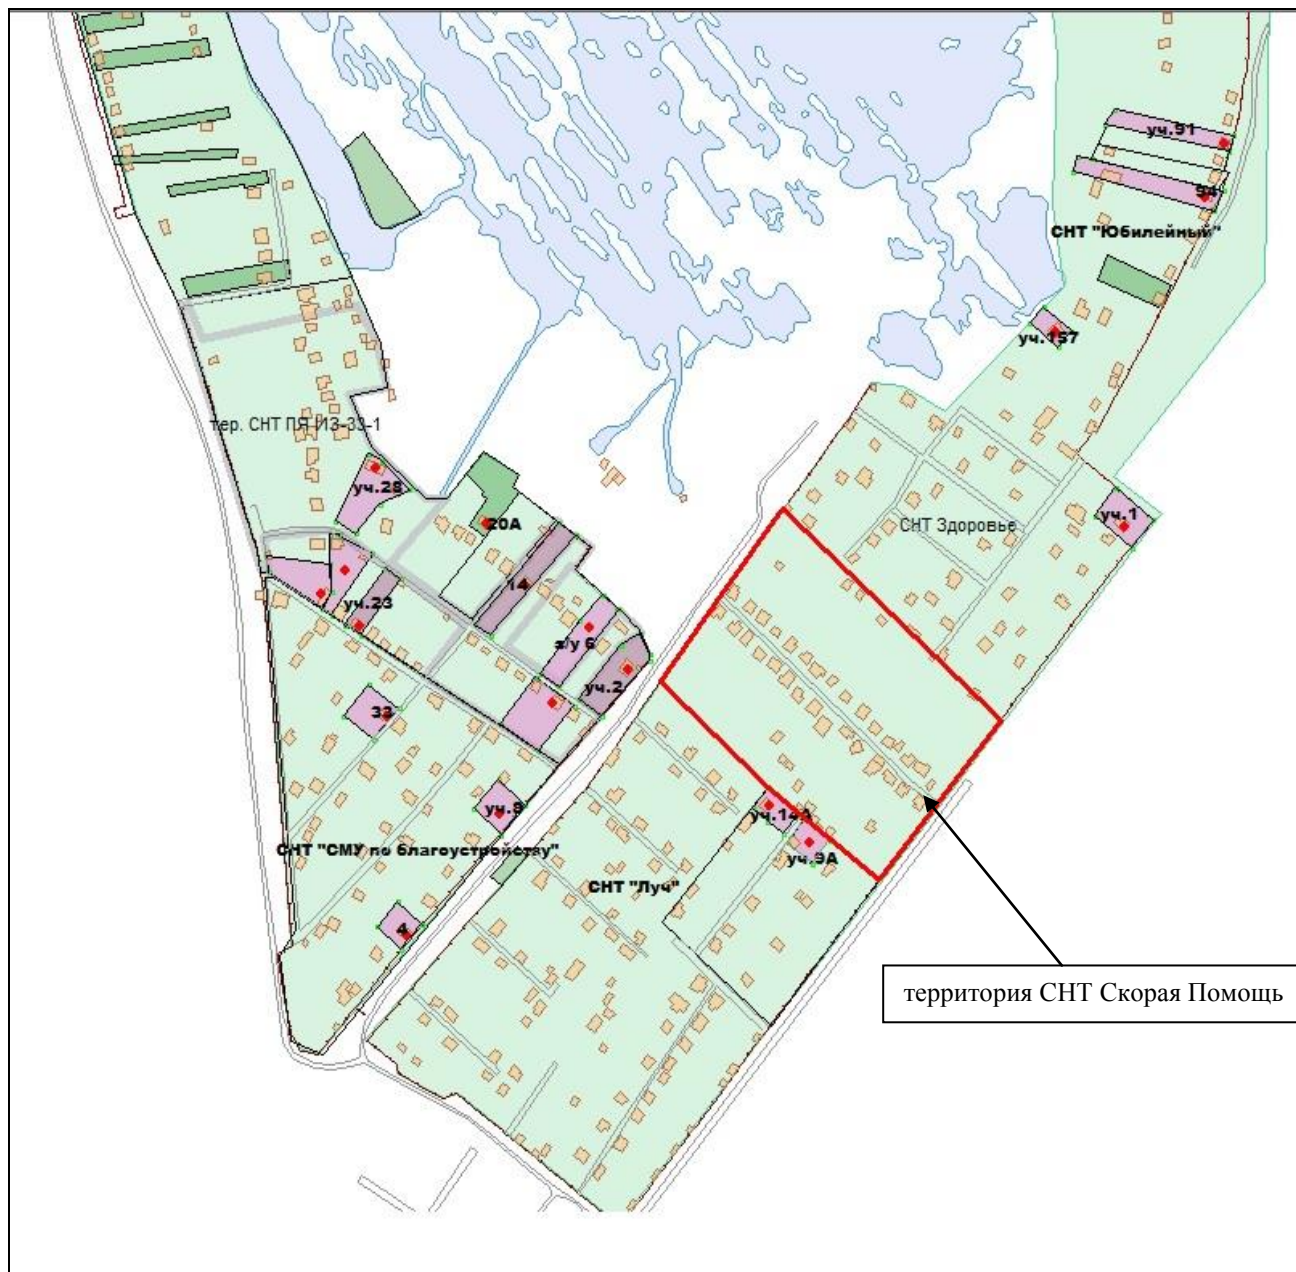 уч.91
94
СНТ "Юбилейный"
уч.157
тер. СНТ ПЯ ИЗ-33-1
уч.28
20А
уч.1
СНТ Здоровье
14
уч.23
з/у 6
уч.2
33
уч.9
уч.14А
СНТ "СМУ по благоустройству"
уч.9А
СНТ "Луч"
4
территория СНТ Скорая Помощь